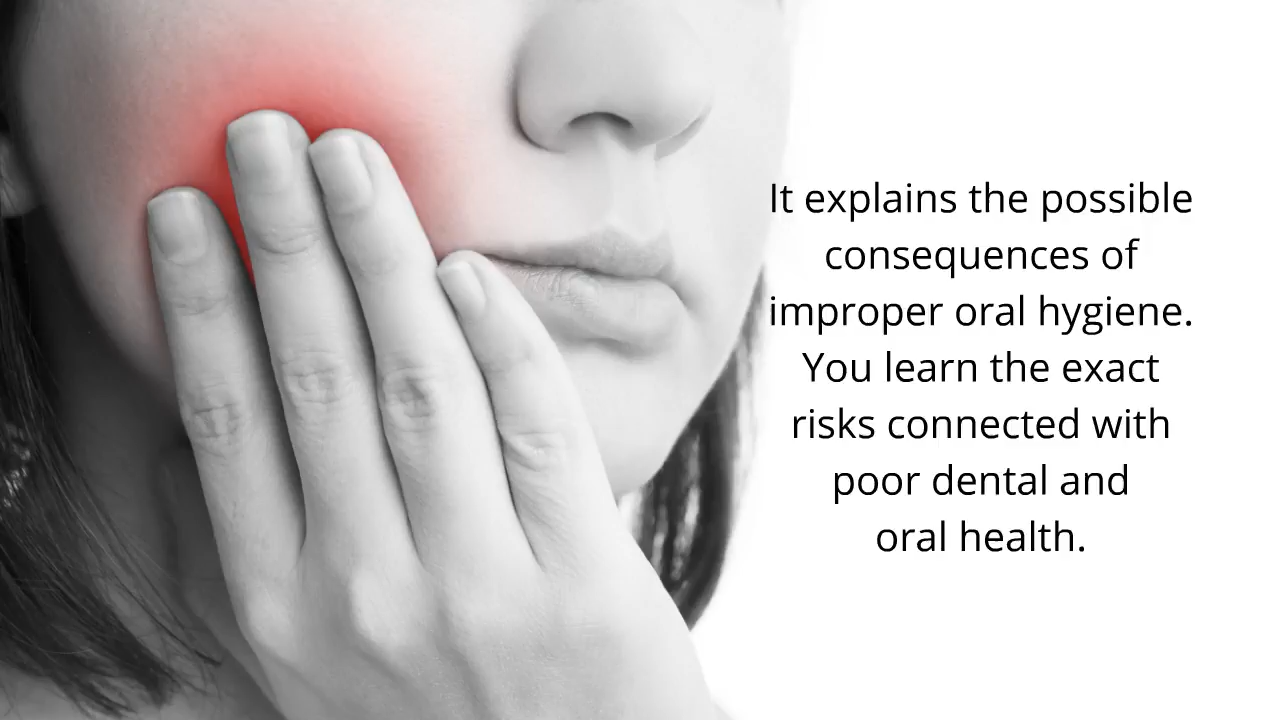 It explains the possible
consequences of
improper oral hygiene.
You learn the exact
risks connected with
poor dental and
oral health.